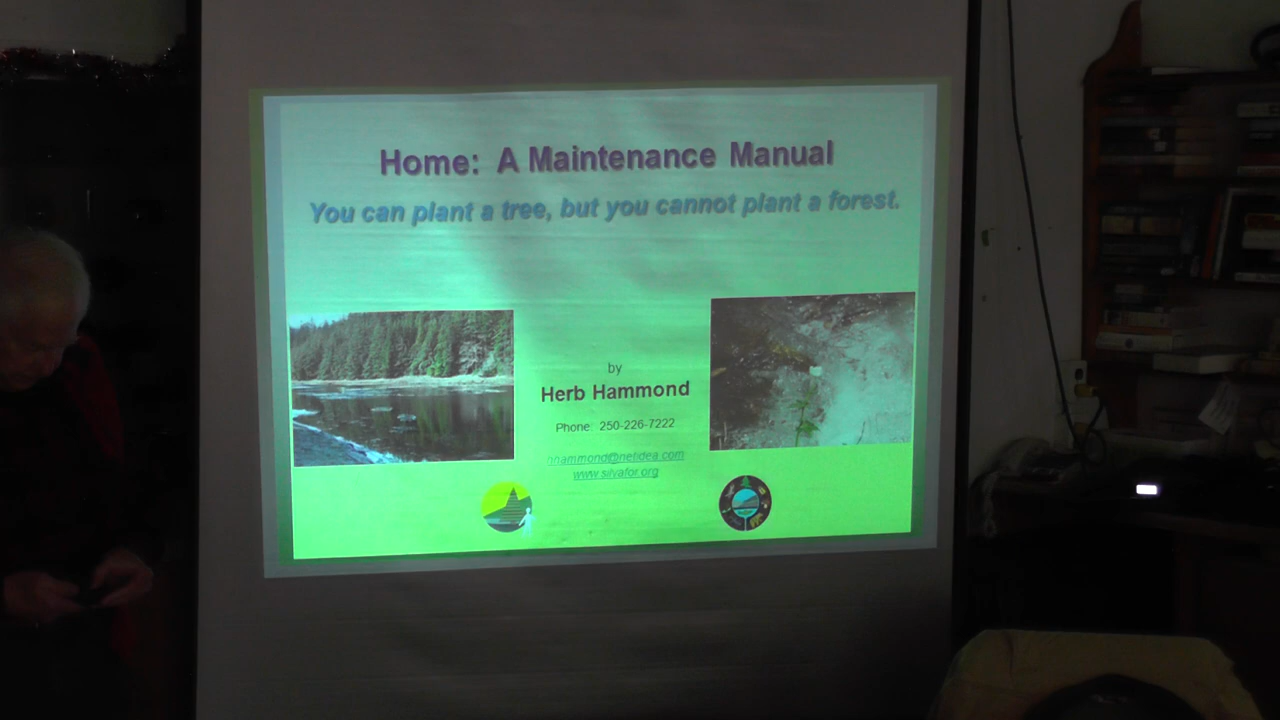 Home: A Maintenance Manual
You can plant a tree, but you cannot plant a forest.
by
Herb Hammond
Phone: 250-226-7222
hhammond@netidea.com
www.silvafor.org